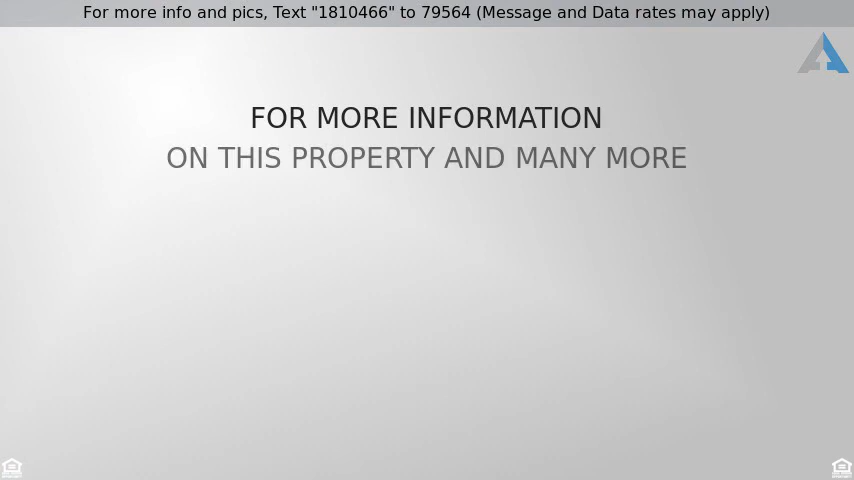 For more info and pics, Text "1810466" to 79564 (Message and Data rates may apply)
FOR MORE INFORMATION
ON THIS PROPERTY AND MANY MORE